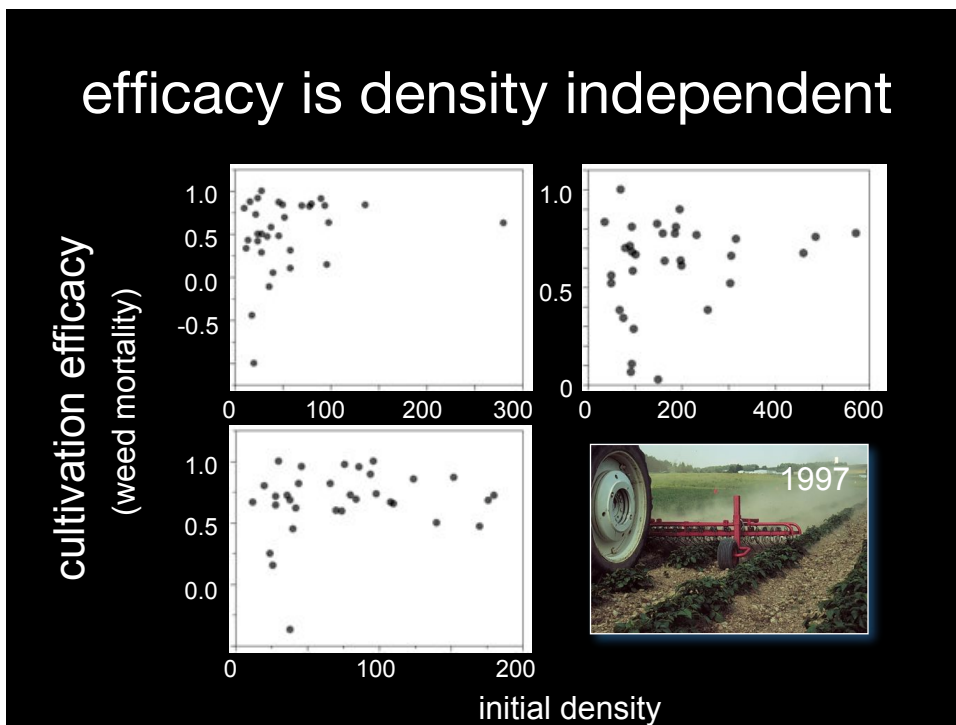 efficacy is density independent
cultivation efficacy
(weed mortality)
1.0
0.5
0.0
-0.5
0 100 200 300
1.0
0.5
0
0 200 400 600
1.0
0.5
0.0
0 100 200
1997
initial density